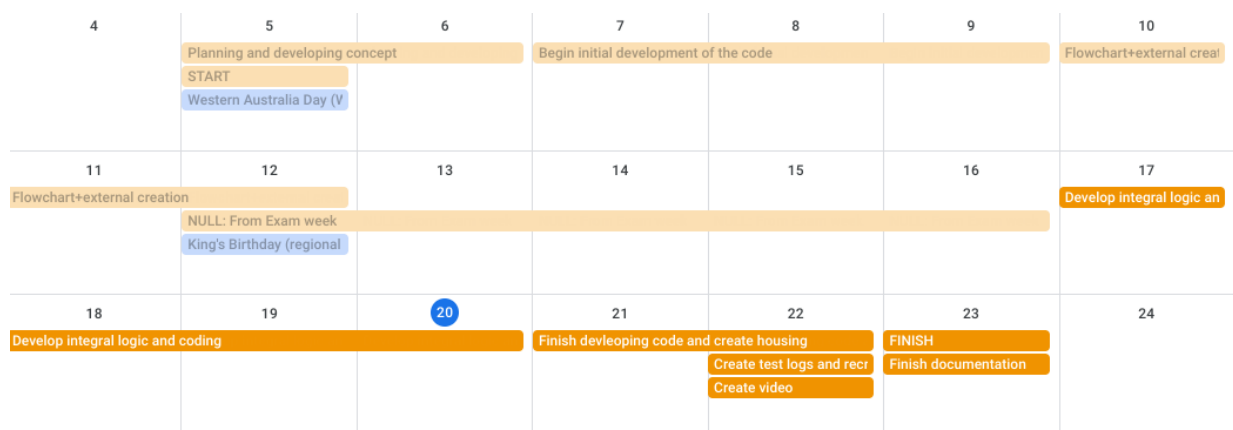 4 5 6 7 8 9 10
Planning and developing concept Begin initial development of the code Flowchart+external creat
START
Western Australia Day (W
11 12 13 14 15 16 17
Flowchart+external creation Develop integral logic an
NULL: From Exam week
King's Birthday (regional
18 19 20 21 22 23 24
Develop integral logic and coding Finish devleoping code and create housing FINISH
Create test logs and recr Finish documentation
Create video